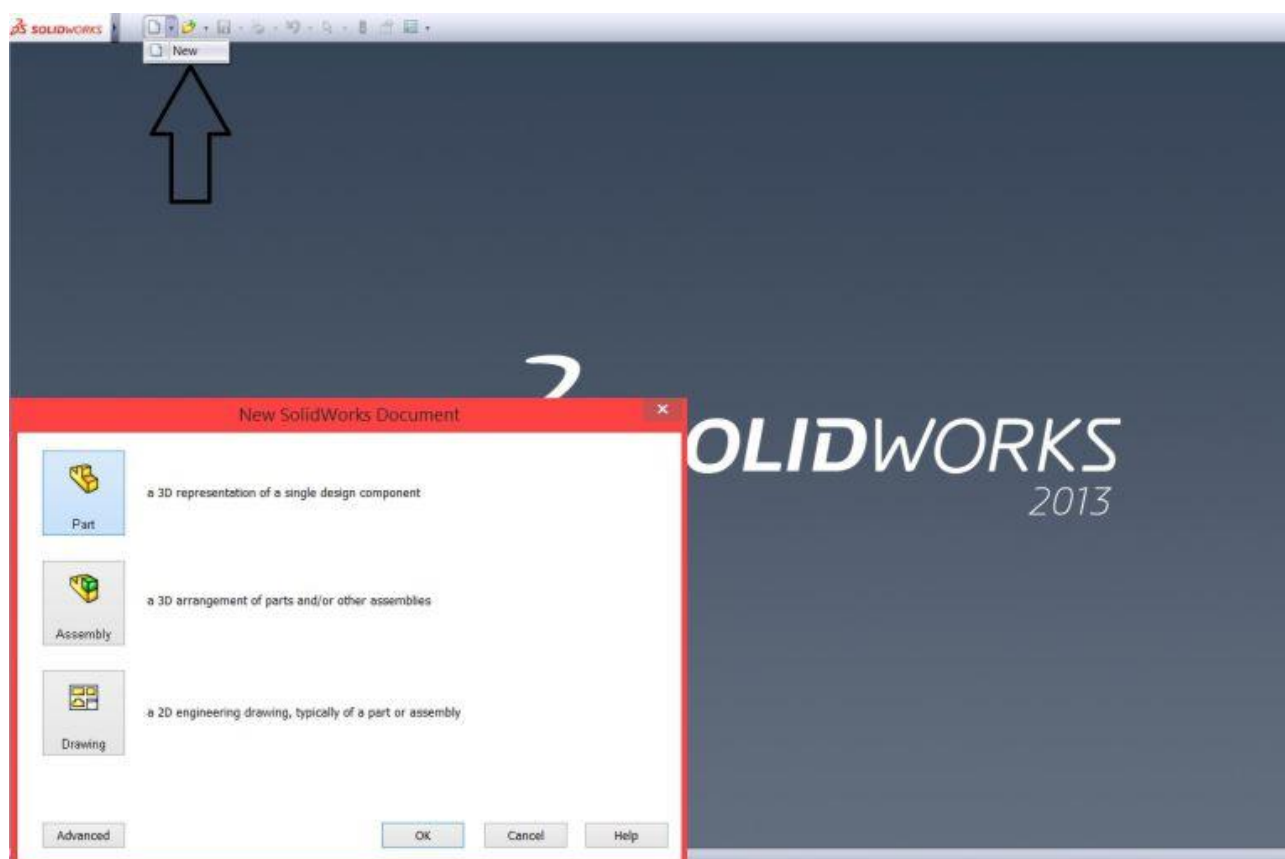 SOLIDWORKS
New
New SolidWorks Document
OLIDWORKS
2013
a 3D representation of a single design component
Part
a 3D arrangement of parts and/or other assemblies
Assembly
a 2D engineering drawing, typically of a part or assembly
Drawing
Advanced
OK
Cancel
Help